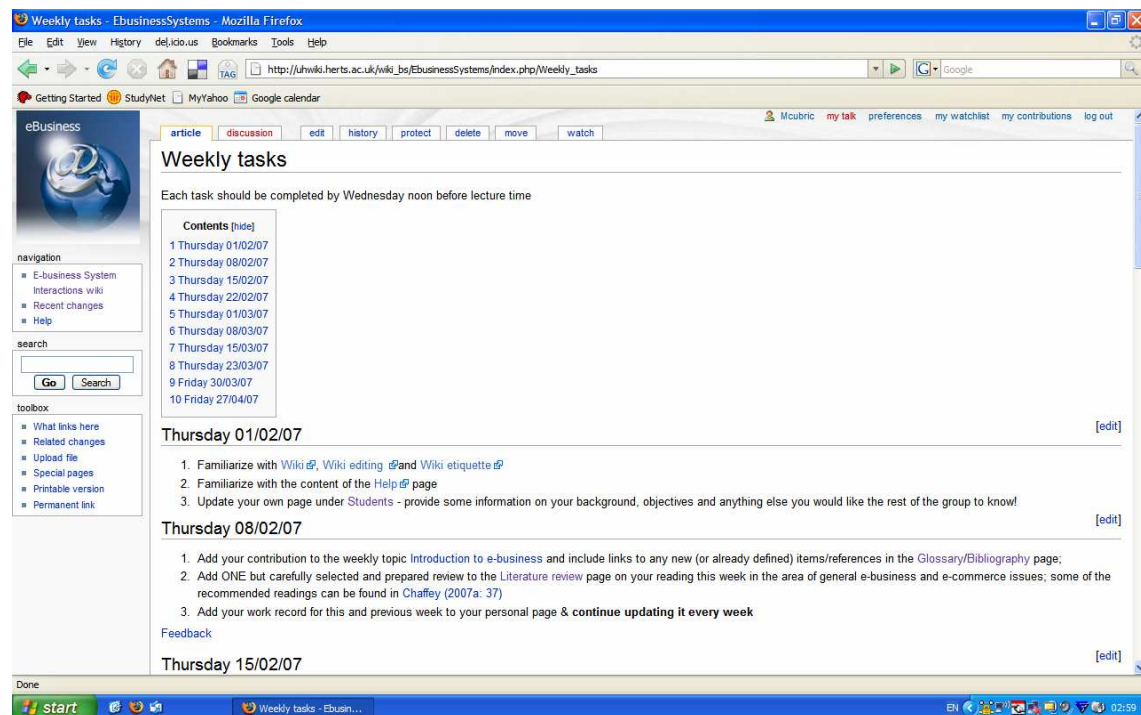 Weekly tasks - EbusinessSystems - Mozilla Firefox
File Edit View History del.icio.us Bookmarks Tools Help
TAG http://uhwiki.herts.ac.uk/wiki_bs/EbusinessSystems/index.php/Weekly_tasks G Google
Getting Started StudyNet MyYahoo Google calendar
Mcubric my talk preferences my watchlist my contributions log out
eBusiness
article discussion edit history protect delete move watch
Weekly tasks
Each task should be completed by Wednesday noon before lecture time
Contents [hide]
1 Thursday 01/02/07
2 Thursday 08/02/07
3 Thursday 15/02/07
4 Thursday 22/02/07
5 Thursday 01/03/07
6 Thursday 08/03/07
7 Thursday 15/03/07
8 Thursday 23/03/07
9 Friday 30/03/07
10 Friday 27/04/07
navigation
E-business System
Interactions wiki
Recent changes
Help
search
Go Search
toolbox
What links here
Related changes
Upload file
Special pages
Printable version
Permanent link
Thursday 01/02/07 [edit]
1. Familiarize with Wiki, Wiki editing and Wiki etiquette
2. Familiarize with the content of the Help page
3. Update your own page under Students - provide some information on your background, objectives and anything else you would like the rest of the group to know!
Thursday 08/02/07 [edit]
1. Add your contribution to the weekly topic Introduction to e-business and include links to any new (or already defined) items/references in the Glossary/Bibliography page;
2. Add ONE but carefully selected and prepared review to the Literature review page on your reading this week in the area of general e-business and e-commerce issues; some of the
recommended readings can be found in Chaffey (2007a: 37)
3. Add your work record for this and previous week to your personal page & continue updating it every week
Feedback
Thursday 15/02/07 [edit]
Done
start Weekly tasks - Ebusin... EN 02:59